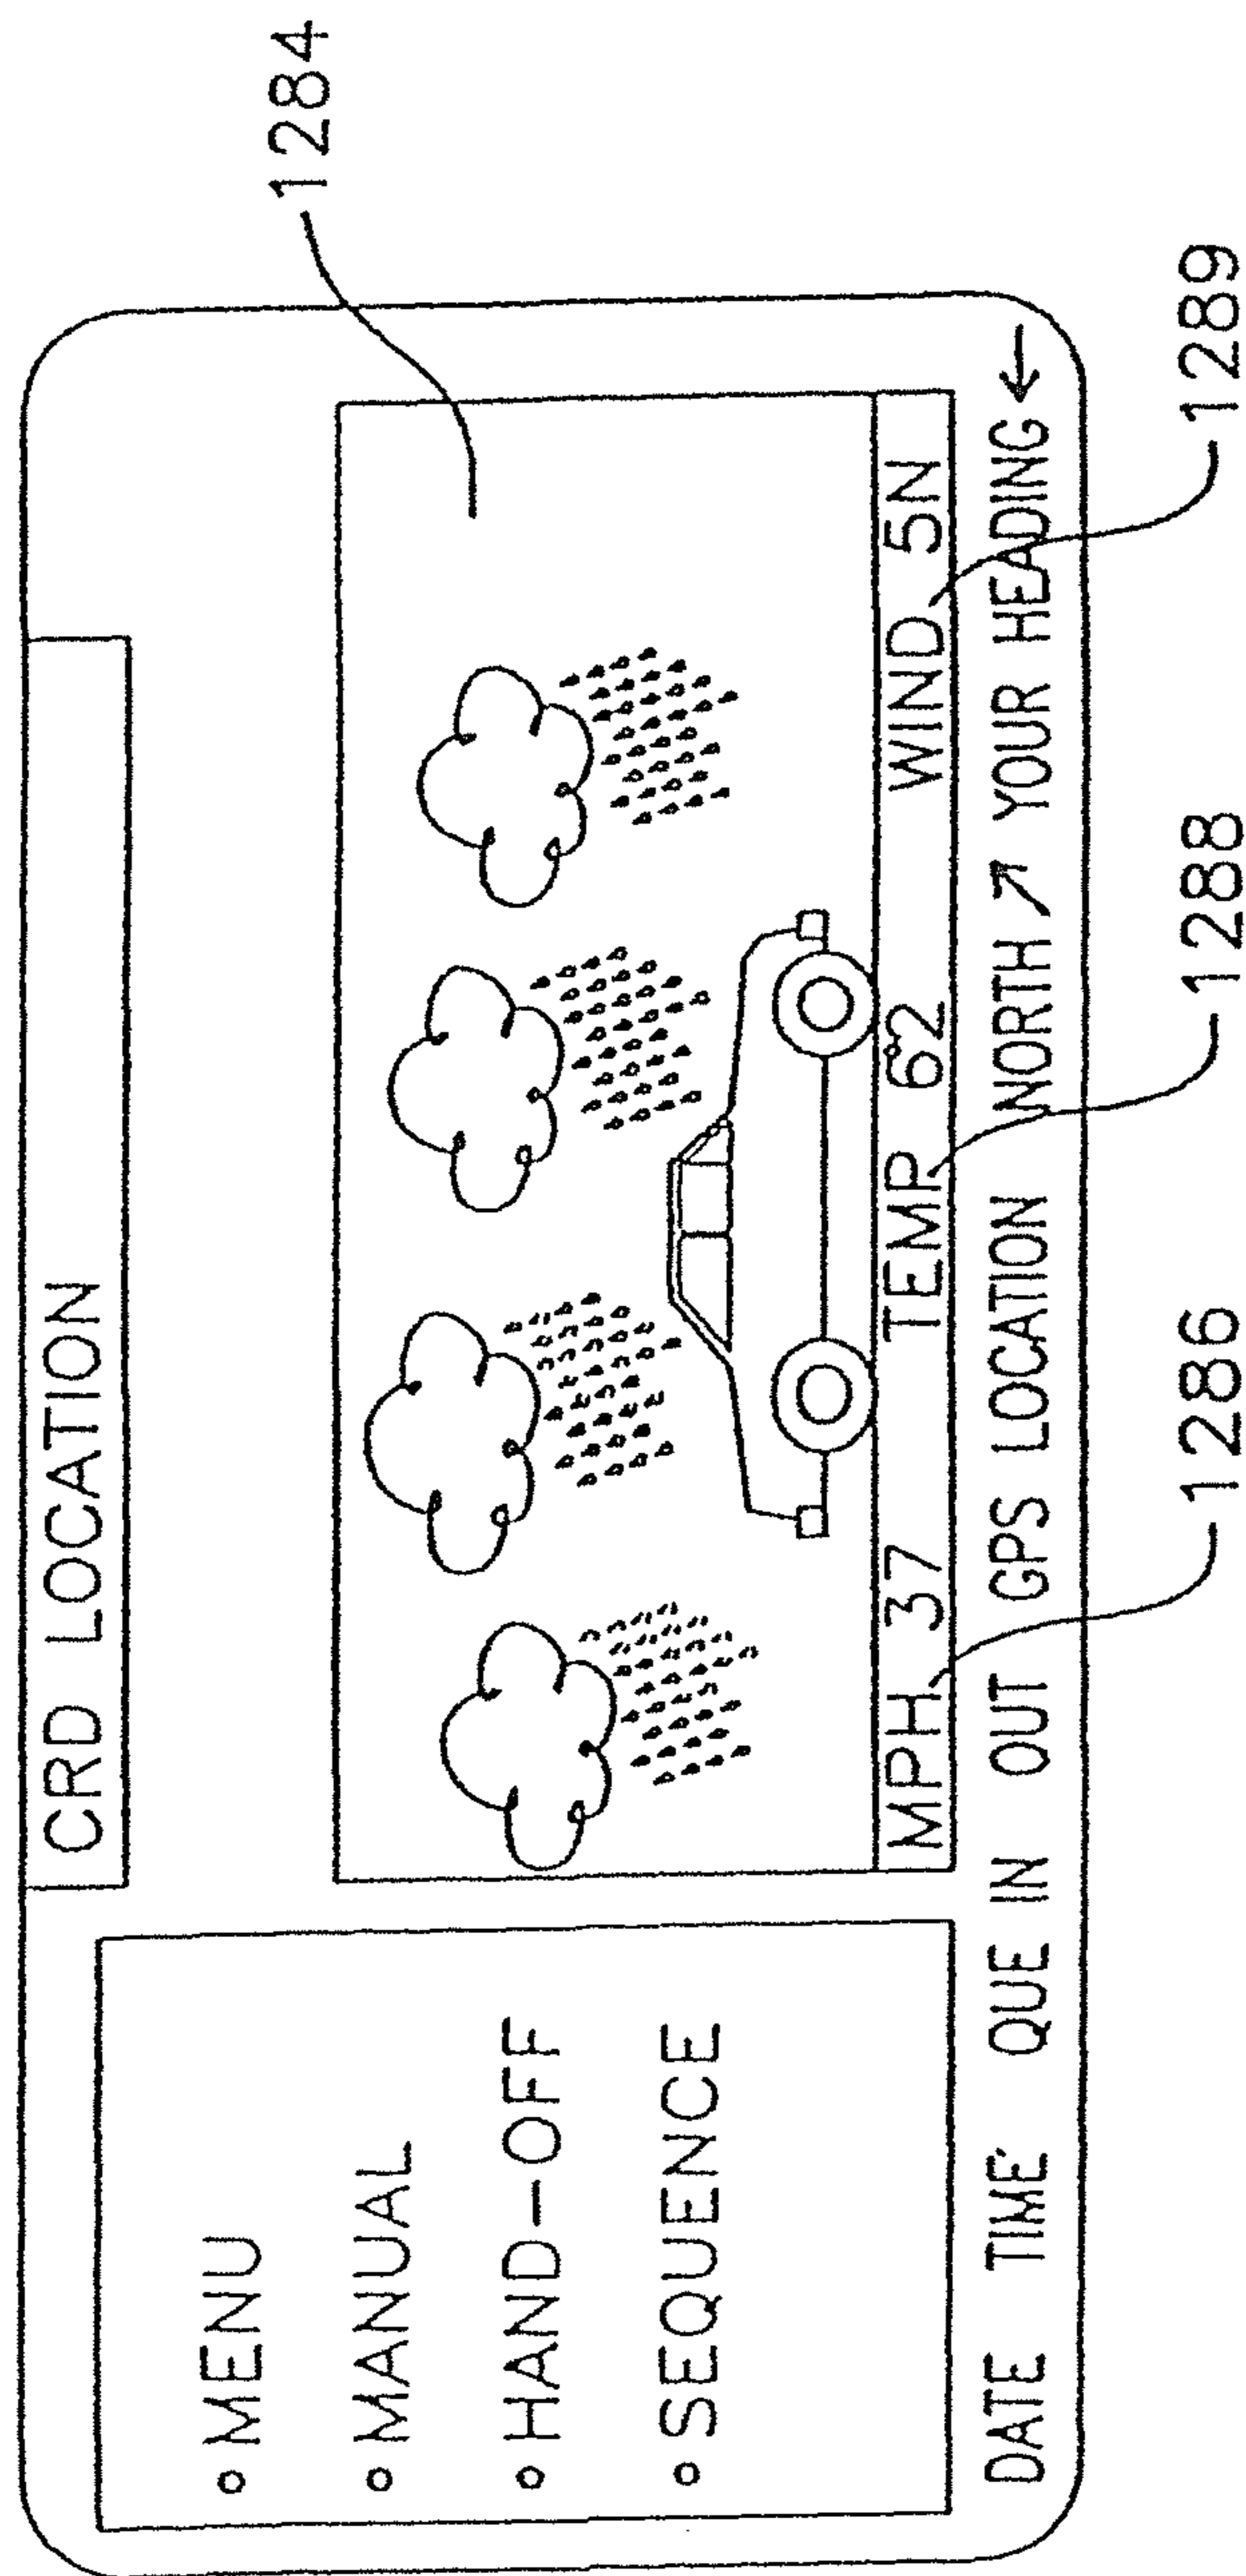 CRD LOCATION
1284
• MENU
• MANUAL
• HAND-OFF
• SEQUENCE
MPH 37 TEMP 62° WIND 5N
DATE TIME QUE IN OUT GPS LOCATION NORTH ↗ YOUR HEADING ←
1286 1288 1289